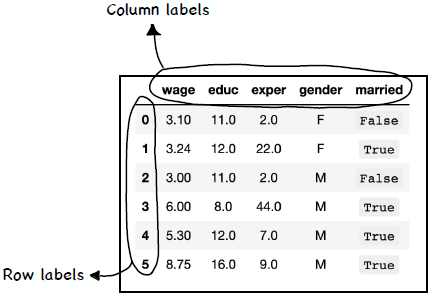 Column labels
wage educ exper gender married
0 3.10 11.0 2.0 F False
1 3.24 12.0 22.0 F True
2 3.00 11.0 2.0 M False
3 6.00 8.0 44.0 M True
4 5.30 12.0 7.0 M True
5 8.75 16.0 9.0 M True
Row labels